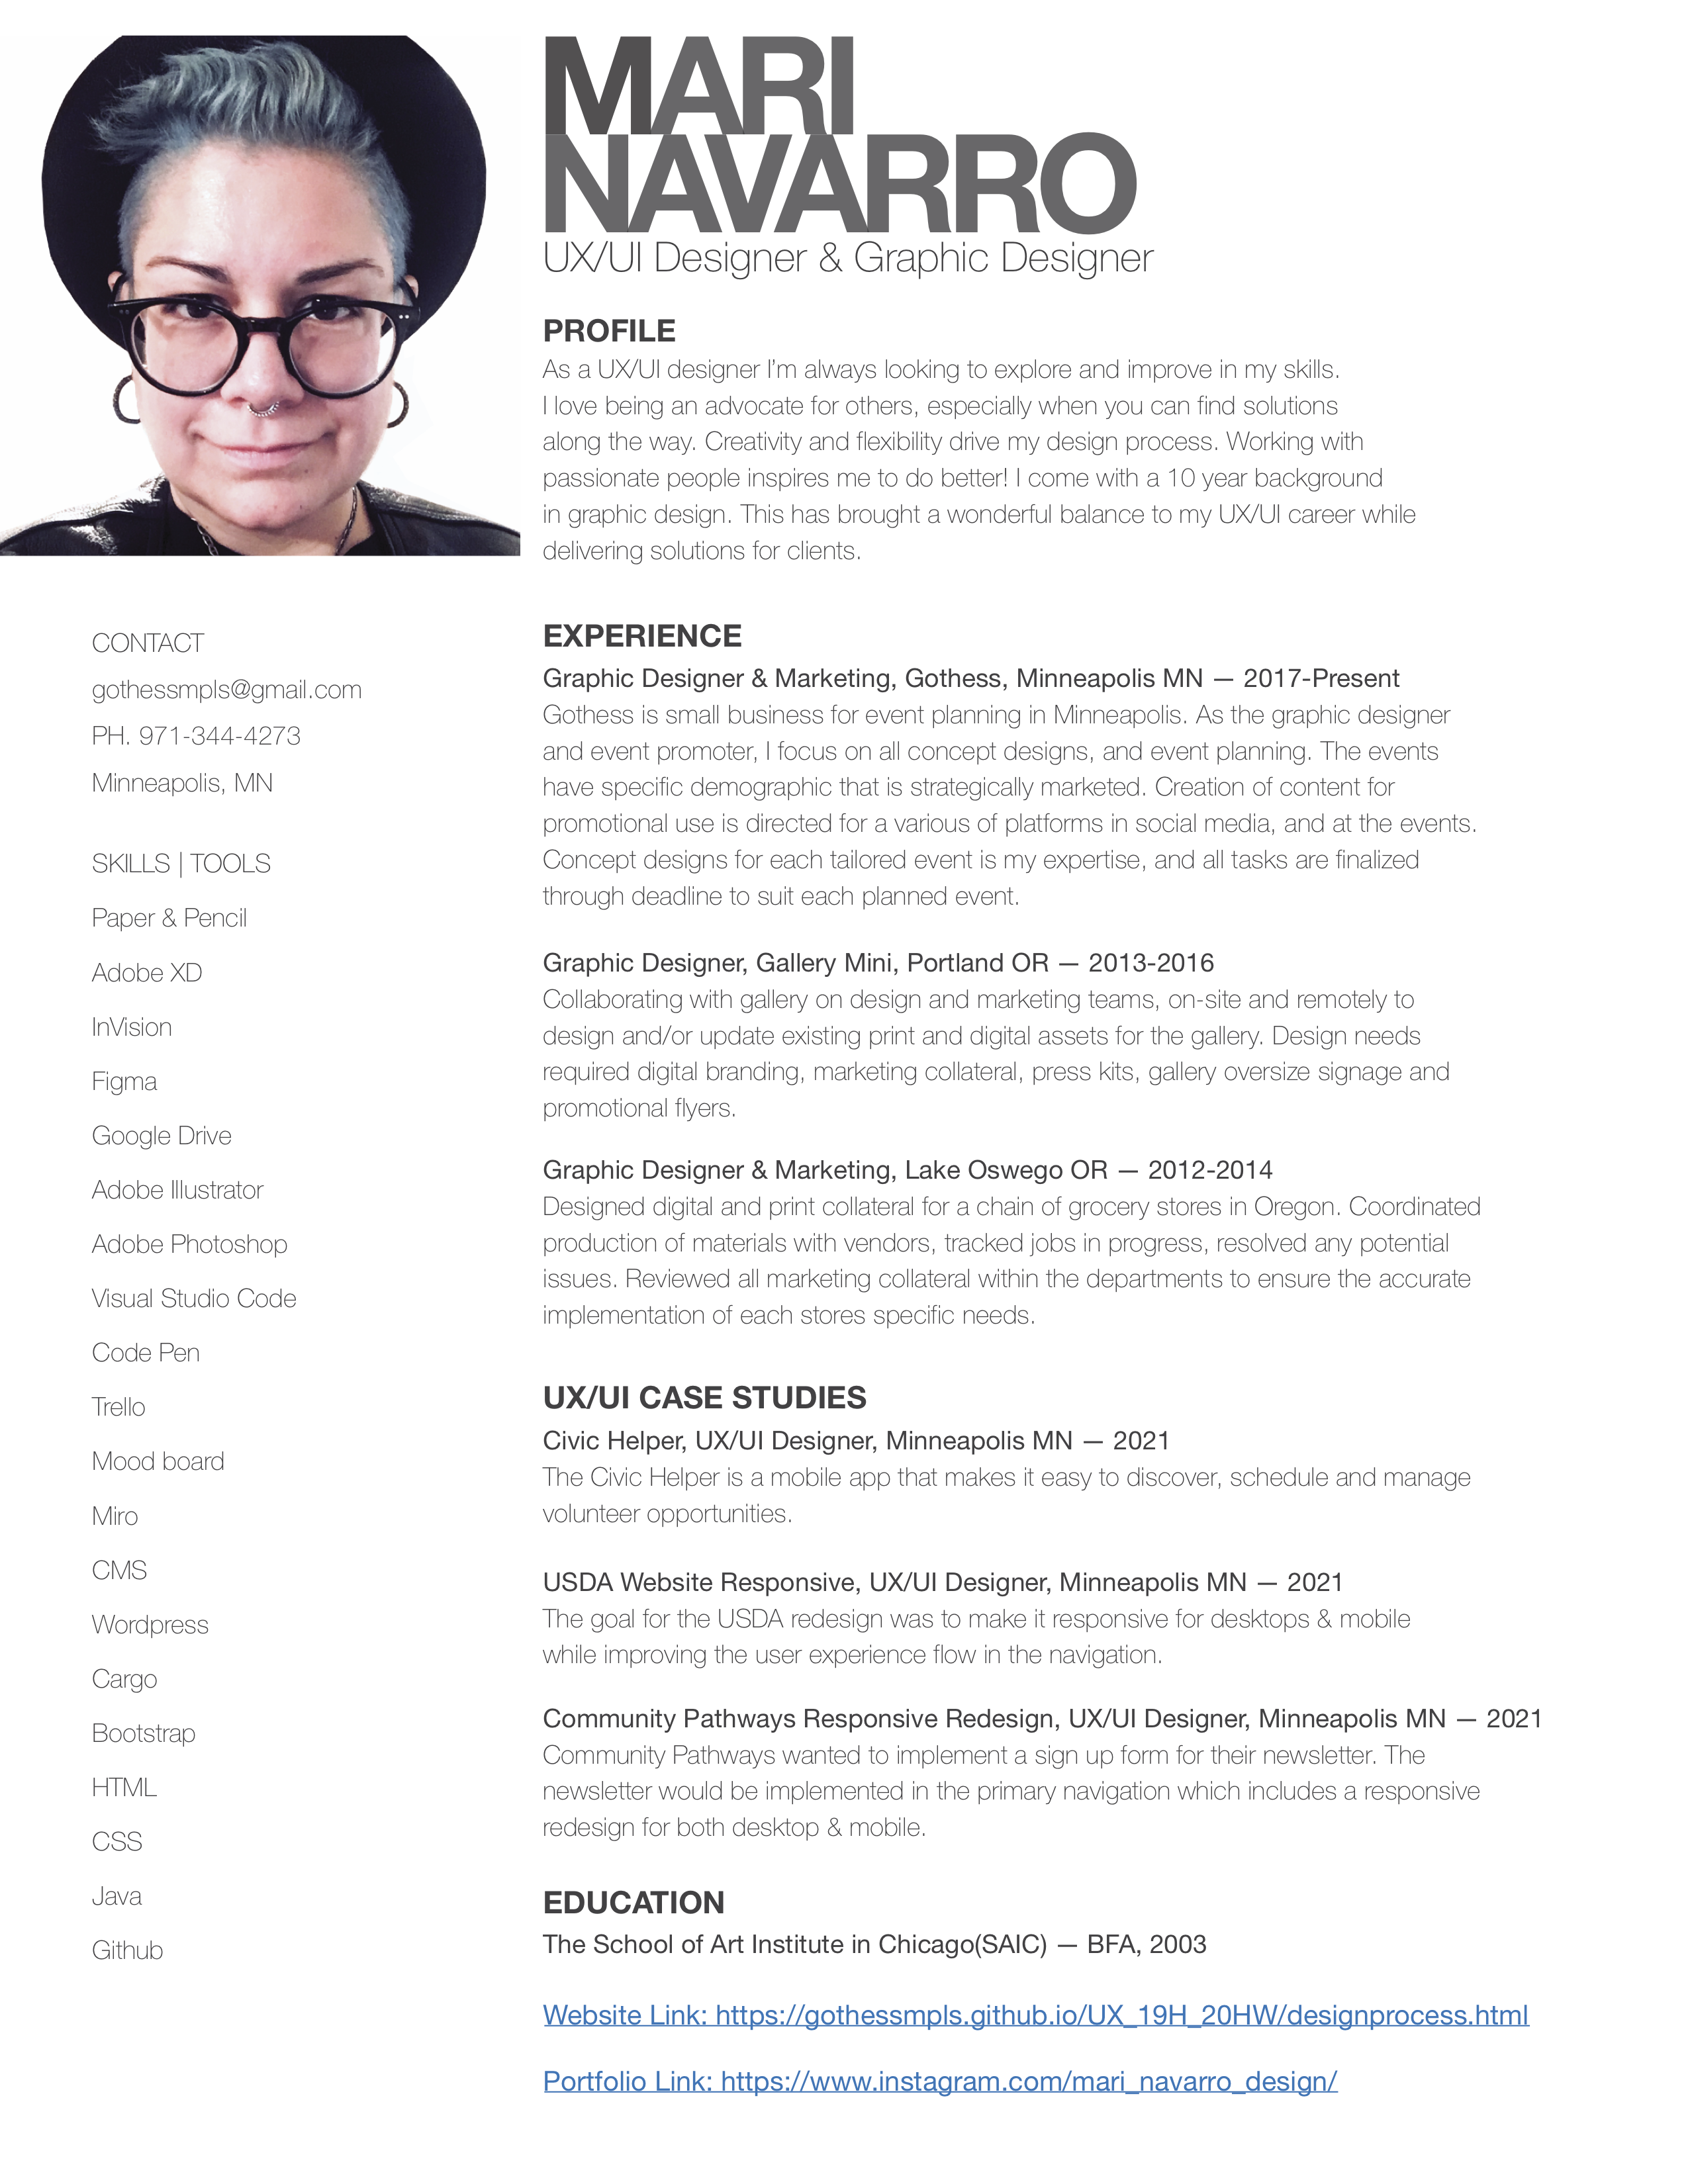 MARI
NAVARRO
UX/UI Designer & Graphic Designer
PROFILE
As a UX/UI designer I’m always looking to explore and improve in my skills.
I love being an advocate for others, especially when you can find solutions
along the way. Creativity and flexibility drive my design process. Working with
passionate people inspires me to do better! I come with a 10 year background
in graphic design. This has brought a wonderful balance to my UX/UI career while
delivering solutions for clients.
CONTACT
gothessmpls@gmail.com
PH. 971-344-4273
Minneapolis, MN
SKILLS | TOOLS
Paper & Pencil
Adobe XD
InVision
Figma
Google Drive
Adobe Illustrator
Adobe Photoshop
Visual Studio Code
Code Pen
Trello
Mood board
Miro
CMS
Wordpress
Cargo
Bootstrap
HTML
CSS
Java
Github
EXPERIENCE
Graphic Designer & Marketing, Gothess, Minneapolis MN — 2017-Present
Gothess is small business for event planning in Minneapolis. As the graphic designer
and event promoter, I focus on all concept designs, and event planning. The events
have specific demographic that is strategically marketed. Creation of content for
promotional use is directed for a various of platforms in social media, and at the events.
Concept designs for each tailored event is my expertise, and all tasks are finalized
through deadline to suit each planned event.
Graphic Designer, Gallery Mini, Portland OR — 2013-2016
Collaborating with gallery on design and marketing teams, on-site and remotely to
design and/or update existing print and digital assets for the gallery. Design needs
required digital branding, marketing collateral, press kits, gallery oversize signage and
promotional flyers.
Graphic Designer & Marketing, Lake Oswego OR — 2012-2014
Designed digital and print collateral for a chain of grocery stores in Oregon. Coordinated
production of materials with vendors, tracked jobs in progress, resolved any potential
issues. Reviewed all marketing collateral within the departments to ensure the accurate
implementation of each stores specific needs.
UX/UI CASE STUDIES
Civic Helper, UX/UI Designer, Minneapolis MN — 2021
The Civic Helper is a mobile app that makes it easy to discover, schedule and manage
volunteer opportunities.
USDA Website Responsive, UX/UI Designer, Minneapolis MN — 2021
The goal for the USDA redesign was to make it responsive for desktops & mobile
while improving the user experience flow in the navigation.
Community Pathways Responsive Redesign, UX/UI Designer, Minneapolis MN — 2021
Community Pathways wanted to implement a sign up form for their newsletter. The
newsletter would be implemented in the primary navigation which includes a responsive
redesign for both desktop & mobile.
EDUCATION
The School of Art Institute in Chicago(SAIC) — BFA, 2003
Website Link: https://gothessmpls.github.io/UX_19H_20HW/designprocess.html
Portfolio Link: https://www.instagram.com/mari_navarro_design/